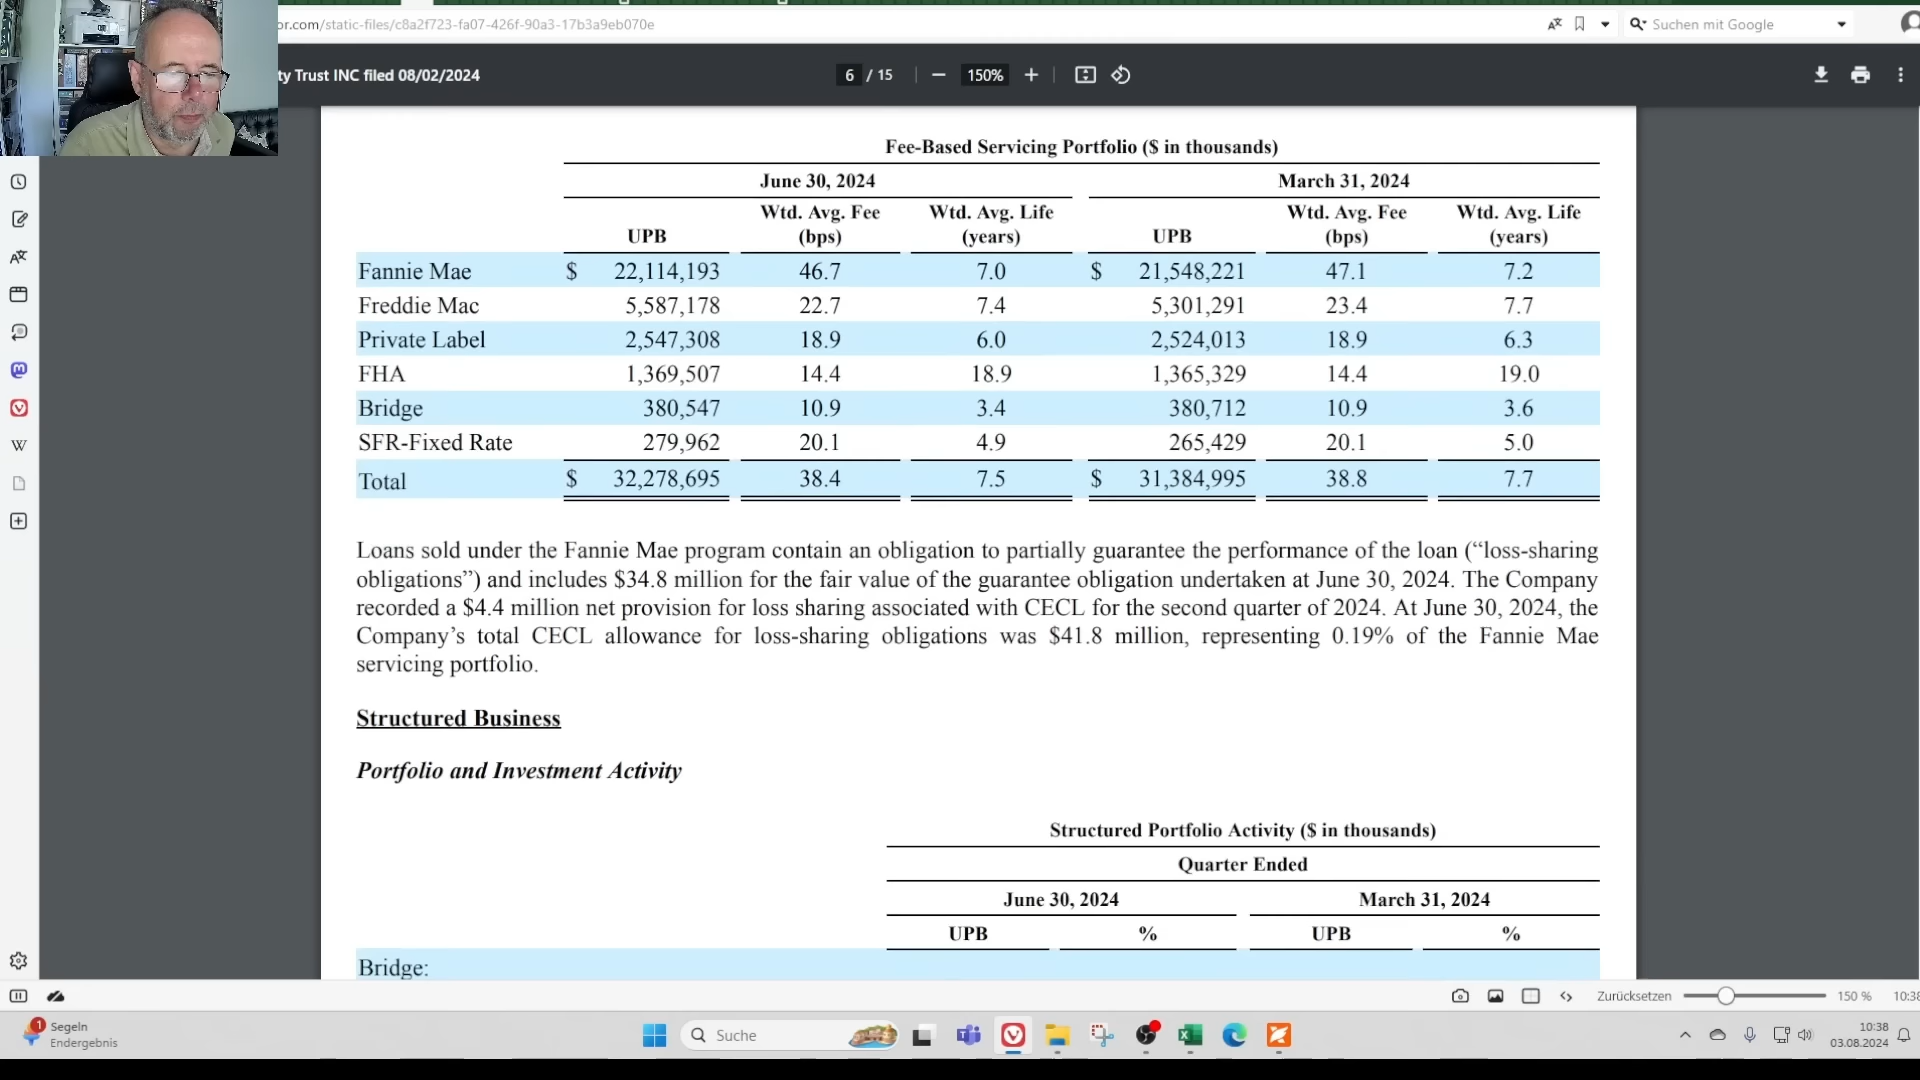 or.com/static-files/c8a2f723-fa07-426f-90a3-17b3a9eb070e
Suchen mit Google
ty Trust INC filed 08/02/2024
6 / 15
150%
Fee-Based Servicing Portfolio ($ in thousands)
June 30, 2024 March 31, 2024
Wtd. Avg. Fee Wtd. Avg. Life Wtd. Avg. Fee Wtd. Avg. Life
UPB (bps) (years) UPB (bps) (years)
Fannie Mae $ 22,114,193 46.7 7.0 $ 21,548,221 47.1 7.2
Freddie Mac 5,587,178 22.7 7.4 5,301,291 23.4 7.7
Private Label 2,547,308 18.9 6.0 2,524,013 18.9 6.3
FHA 1,369,507 14.4 18.9 1,365,329 14.4 19.0
Bridge 380,547 10.9 3.4 380,712 10.9 3.6
SFR-Fixed Rate 279,962 20.1 4.9 265,429 20.1 5.0
Total $ 32,278,695 38.4 7.5 $ 31,384,995 38.8 7.7
Loans sold under the Fannie Mae program contain an obligation to partially guarantee the performance of the loan (“loss-sharing
obligations”) and includes $34.8 million for the fair value of the guarantee obligation undertaken at June 30, 2024. The Company
recorded a $4.4 million net provision for loss sharing associated with CECL for the second quarter of 2024. At June 30, 2024, the
Company’s total CECL allowance for loss-sharing obligations was $41.8 million, representing 0.19% of the Fannie Mae
servicing portfolio.
Structured Business
Portfolio and Investment Activity
Structured Portfolio Activity ($ in thousands)
Quarter Ended
June 30, 2024 March 31, 2024
UPB % UPB %
Bridge:
Zurücksetzen 150 % 10:38
1 Segeln
Endergebnis
Suche
10:38
03.08.2024